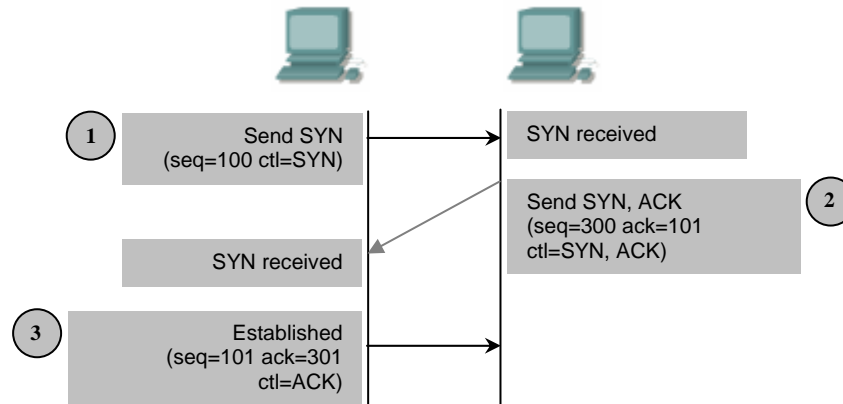 1
Send SYN
(seq=100 ctl=SYN)
SYN received
Send SYN, ACK
(seq=300 ack=101
ctl=SYN, ACK)
2
SYN received
3
Established
(seq=101 ack=301
ctl=ACK)